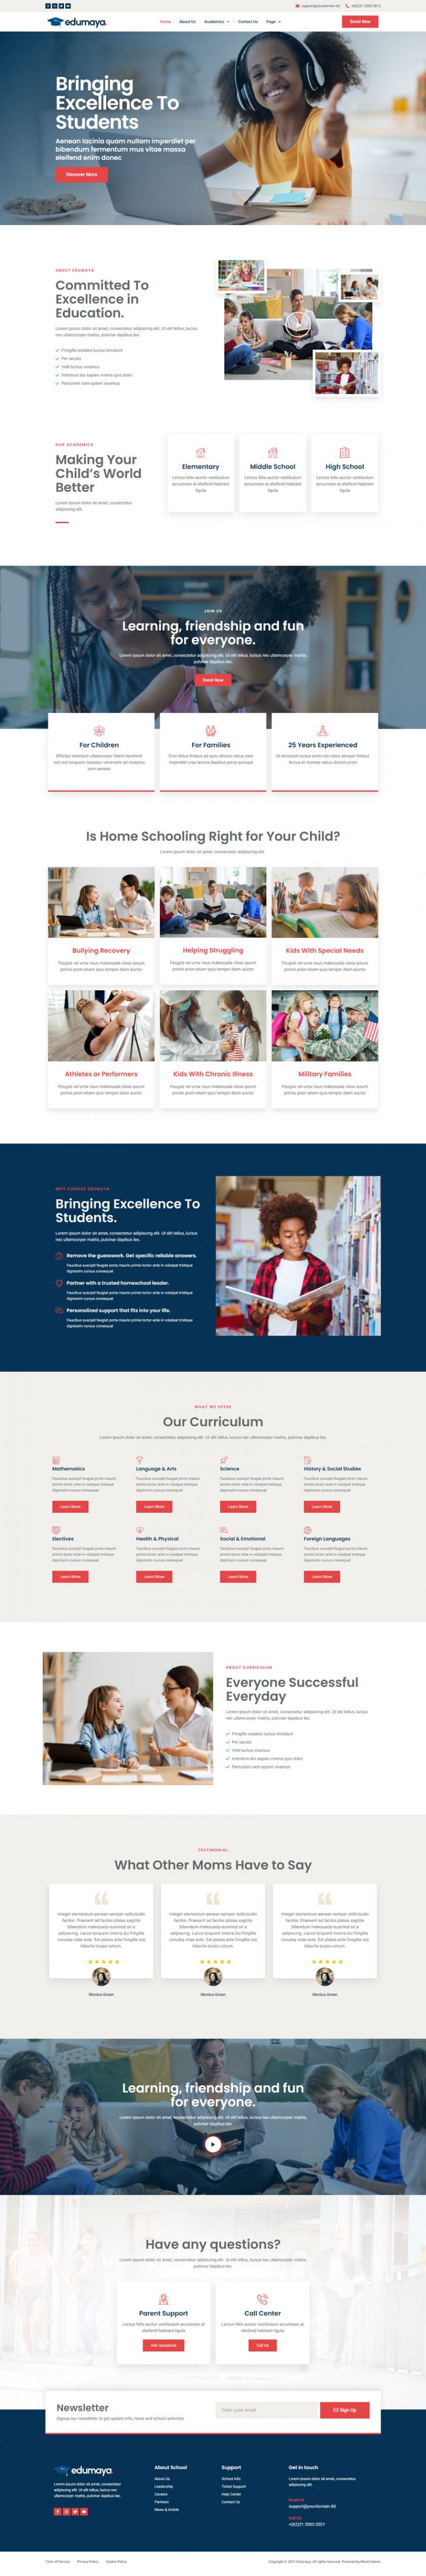 support@yourdomain.tld
+(62)21 2002-2012
edumaya.
Home
About Us
Academics
Contact Us
Page
Enroll Now
Bringing
Excellence To
Students
Aenean lacinia quam nullam imperdiet per
bibendum fermentum mus vitae massa
eleifend enim donec
Discover More
ABOUT EDUMAYA
Committed To
Excellence in
Education.
Lorem ipsum dolor sit amet, consectetur adipiscing elit. Ut elit tellus, luctus
nec ullamcorper mattis, pulvinar dapibus leo.
Fringilla sodales luctus tincidunt
Per iaculis
Velit luctus vivamus
Interdum dui sapien viverra quis dolor
Parturient nam aptent vivamus
OUR ACADEMICS
Making Your
Child's World
Better
Lorem ipsum dolor sit amet, consectetur
adipiscing elit.
Elementary
Lectus felis auctor vestibulum
accumsan at eleifend habitant
ligula
Middle School
Lectus felis auctor vestibulum
accumsan at eleifend habitant
ligula
High School
Lectus felis auctor vestibulum
accumsan at eleifend habitant
ligula
JOIN US
Learning, friendship and fun
for everyone.
Lorem ipsum dolor sit amet, consectetur adipiscing elit. Ut elit tellus, luctus nec ullamcorper mattis,
pulvinar dapibus leo.
Enroll Now
For Children
Efficitur interdum ullamcorper libero hendrerit
nisi nisl torquent nascetur venenatis ad inceptos
sem aenean
For Families
Eros tellus finibus ad quis ultrices netus nam
imperdiet cras lacinia dapibus porta quisque
25 Years Experienced
Ut dictumst luctus enim nisi class semper finibus
lectus et montes netus dictum proin
Is Home Schooling Right for Your Child?
Lorem ipsum dolor sit amet, consectetur adipiscing elit.
Bullying Recovery
Feugiat vel urna risus malesuada class ipsum
primis proin etiam quis tempor diam auctor
Helping Struggling
Feugiat vel urna risus malesuada class ipsum
primis proin etiam quis tempor diam auctor
Kids With Special Needs
Feugiat vel urna risus malesuada class ipsum
primis proin etiam quis tempor diam auctor
Athletes or Performers
Feugiat vel urna risus malesuada class ipsum
primis proin etiam quis tempor diam auctor
Kids With Chronic Illness
Feugiat vel urna risus malesuada class ipsum
primis proin etiam quis tempor diam auctor
Military Families
Feugiat vel urna risus malesuada class ipsum
primis proin etiam quis tempor diam auctor
WHY CHOOSE EDUMAYA
Bringing Excellence To
Students.
Lorem ipsum dolor sit amet, consectetur adipiscing elit. Ut elit tellus, luctus
nec ullamcorper mattis, pulvinar dapibus leo.
Remove the guesswork. Get specific reliable answers.
Faucibus suscipit feugiat porta mauris primis tortor ante in volutpat tristique
dignissim cursus consequat
Partner with a trusted homeschool leader.
Faucibus suscipit feugiat porta mauris primis tortor ante in volutpat tristique
dignissim cursus consequat
Personalized support that fits into your life.
Faucibus suscipit feugiat porta mauris primis tortor ante in volutpat tristique
dignissim cursus consequat
WHAT WE OFFER
Our Curriculum
Lorem ipsum dolor sit amet, consectetur adipiscing elit. Ut elit tellus, luctus nec ullamcorper mattis, pulvinar dapibus leo.
Mathematics
Faucibus suscipit feugiat porta mauris
primis tortor ante in volutpat tristique
dignissim cursus consequat
Learn More
Language & Arts
Faucibus suscipit feugiat porta mauris
primis tortor ante in volutpat tristique
dignissim cursus consequat
Learn More
Science
Faucibus suscipit feugiat porta mauris
primis tortor ante in volutpat tristique
dignissim cursus consequat
Learn More
History & Social Studies
Faucibus suscipit feugiat porta mauris
primis tortor ante in volutpat tristique
dignissim cursus consequat
Learn More
Electives
Faucibus suscipit feugiat porta mauris
primis tortor ante in volutpat tristique
dignissim cursus consequat
Learn More
Health & Physical
Faucibus suscipit feugiat porta mauris
primis tortor ante in volutpat tristique
dignissim cursus consequat
Learn More
Social & Emotional
Faucibus suscipit feugiat porta mauris
primis tortor ante in volutpat tristique
dignissim cursus consequat
Learn More
Foreign Languages
Faucibus suscipit feugiat porta mauris
primis tortor ante in volutpat tristique
dignissim cursus consequat
Learn More
ABOUT CURRICULUM
Everyone Successful
Everyday
Lorem ipsum dolor sit amet, consectetur adipiscing elit. Ut elit tellus, luctus
nec ullamcorper mattis, pulvinar dapibus leo.
Fringilla sodales luctus tincidunt
Per iaculis
Velit luctus vivamus
Interdum dui sapien viverra quis dolor
Parturient nam aptent vivamus
TESTIMONIAL
What Other Moms Have to Say
Integer elementum aenean semper sollicitudin
facilisi. Praesent ad facilisi platea sagittis
bibendum malesuada euismod sit a
adipiscing. Lacus torquent viverra dui fringilla
conubia vitae ante. Est pede ante fringilla nisi
lobortis turpis rutrum.
Monica Green
Integer elementum aenean semper sollicitudin
facilisi. Praesent ad facilisi platea sagittis
bibendum malesuada euismod sit a
adipiscing. Lacus torquent viverra dui fringilla
conubia vitae ante. Est pede ante fringilla nisi
lobortis turpis rutrum.
Monica Green
Integer elementum aenean semper sollicitudin
facilisi. Praesent ad facilisi platea sagittis
bibendum malesuada euismod sit a
adipiscing. Lacus torquent viverra dui fringilla
conubia vitae ante. Est pede ante fringilla nisi
lobortis turpis rutrum.
Monica Green
Learning, friendship and fun
for everyone.
Lorem ipsum dolor sit amet, consectetur adipiscing elit. Ut elit tellus, luctus nec ullamcorper mattis,
pulvinar dapibus leo.
Have any questions?
Lorem ipsum dolor sit amet, consectetur adipiscing elit. Ut elit tellus, luctus nec ullamcorper mattis,
pulvinar dapibus leo.
Parent Support
Lectus felis auctor vestibulum accumsan at
eleifend habitant ligula
Ask Questions
Call Center
Lectus felis auctor vestibulum accumsan at
eleifend habitant ligula
Call Us
Newsletter
Signup our newsletter to get update info, news and school activities
Enter your email
Sign Up
edumaya.
Lorem ipsum dolor sit amet, consectetur
adipiscing elit. Ut elit tellus, luctus nec
ullamcorper mattis, pulvinar dapibus leo.
About School
About Us
Leadership
Careers
Partners
News & Article
Support
School Info
Ticket Support
Help Center
Contact Us
Get in touch
Lorem ipsum dolor sit amet, consectetur
adipiscing elit.
Email Us
support@yourdomain.tld
Call Us
+(62)21 2002-2021
Term of Service
Privacy Policy
Cookie Policy
Copyright © 2021 Edumaya. All rights reserved. Powered by MoxCreative.